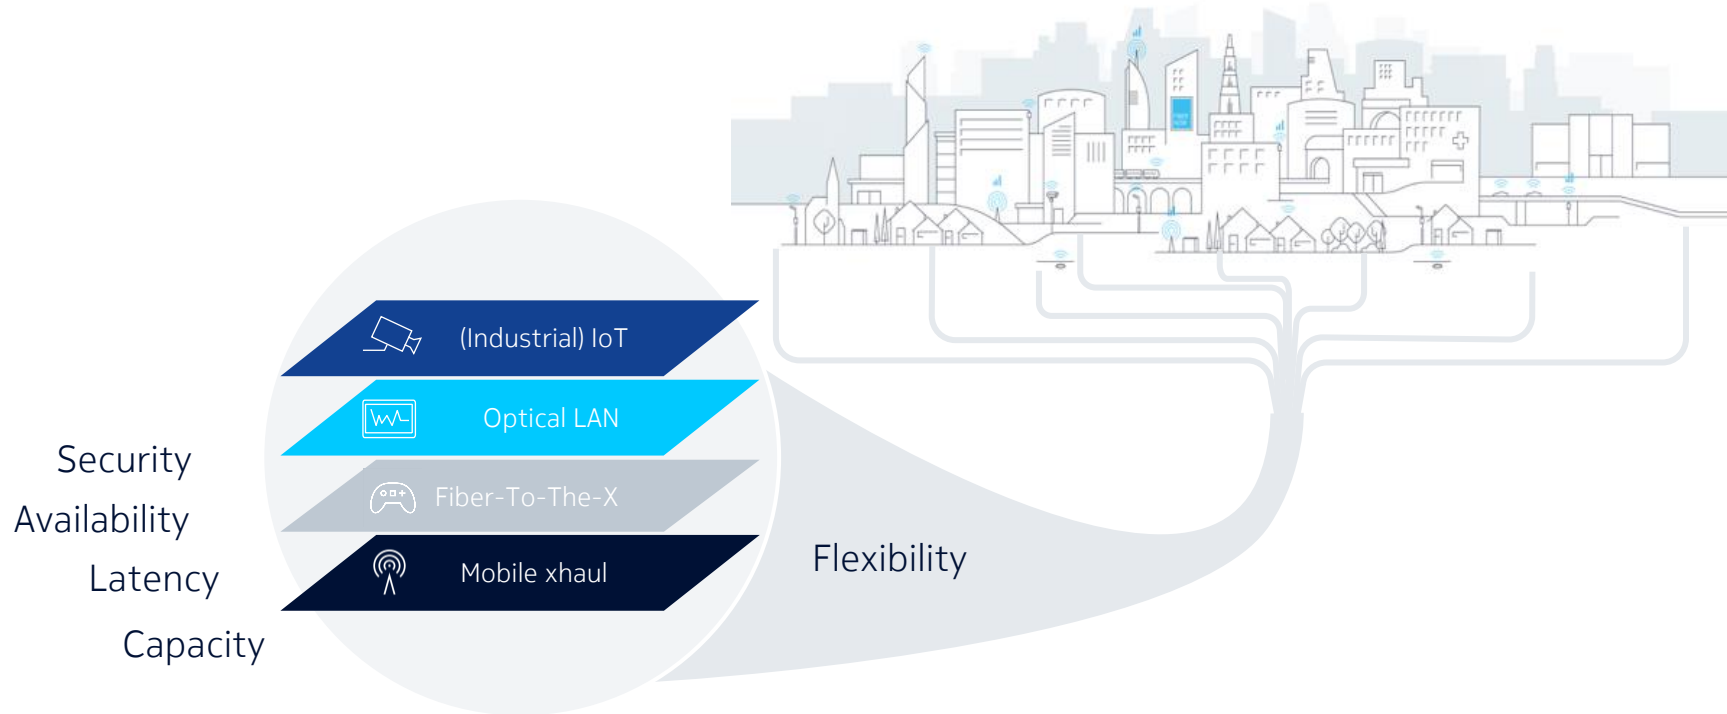 (Industrial) IoT
Optical LAN
Fiber-To-The-X
Mobile xhaul
Security
Availability
Latency
Capacity
Flexibility